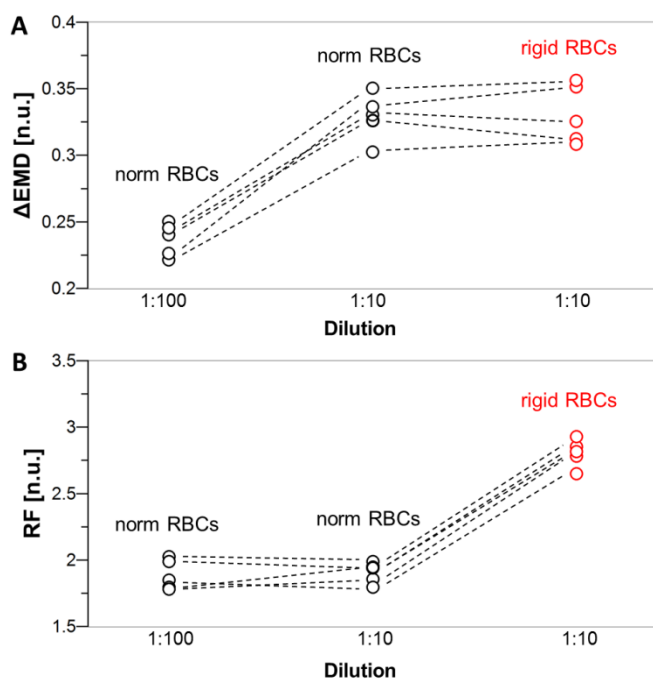 A
0.4
rigid RBCs
norm RBCs
0.35
ΔEMD [n.u.]
0.3
norm RBCs
0.25
0.2
1:100 1:10 1:10
Dilution
B
3.5
rigid RBCs
3
RF [n.u.]
2.5
norm RBCs norm RBCs
2
1.5
1:100 1:10 1:10
Dilution